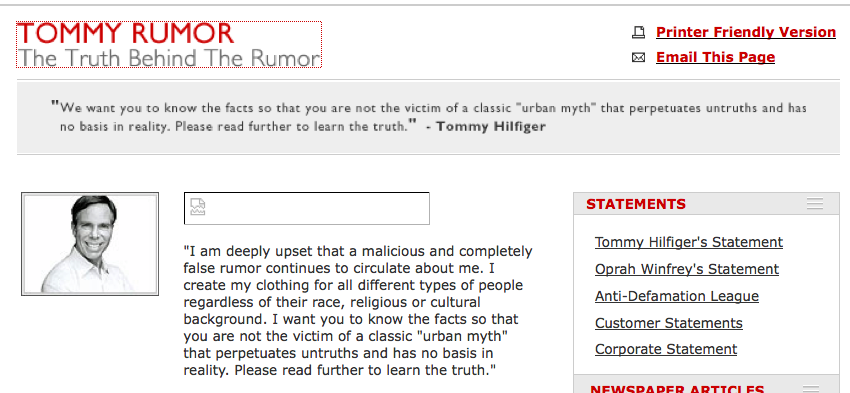 TOMMY RUMOR
The Truth Behind The Rumor
Printer Friendly Version
Email This Page
"We want you to know the facts so that you are not the victim of a classic "urban myth" that perpetuates untruths and has
no basis in reality. Please read further to learn the truth." - Tommy Hilfiger
"I am deeply upset that a malicious and completely
false rumor continues to circulate about me. I
create my clothing for all different types of people
regardless of their race, religious or cultural
background. I want you to know the facts so that
you are not the victim of a classic "urban myth"
that perpetuates untruths and has no basis in
reality. Please read further to learn the truth."
STATEMENTS
Tommy Hilfiger's Statement
Oprah Winfrey's Statement
Anti-Defamation League
Customer Statements
Corporate Statement
NEWSPAPER ARTICLES